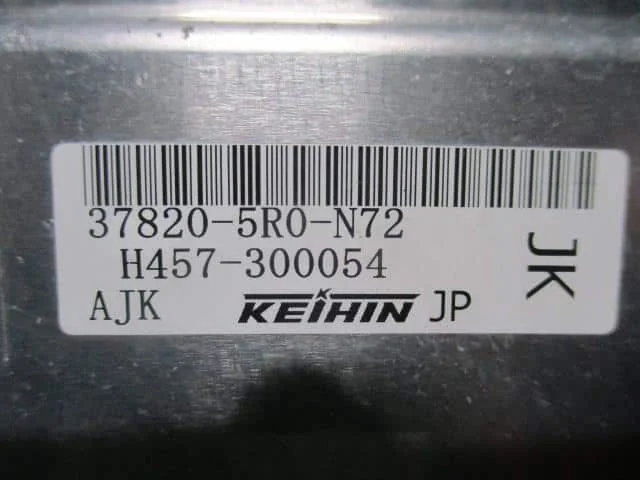 37820-5R0-N72
H457-300054
AJK KEIHIN JP
JK